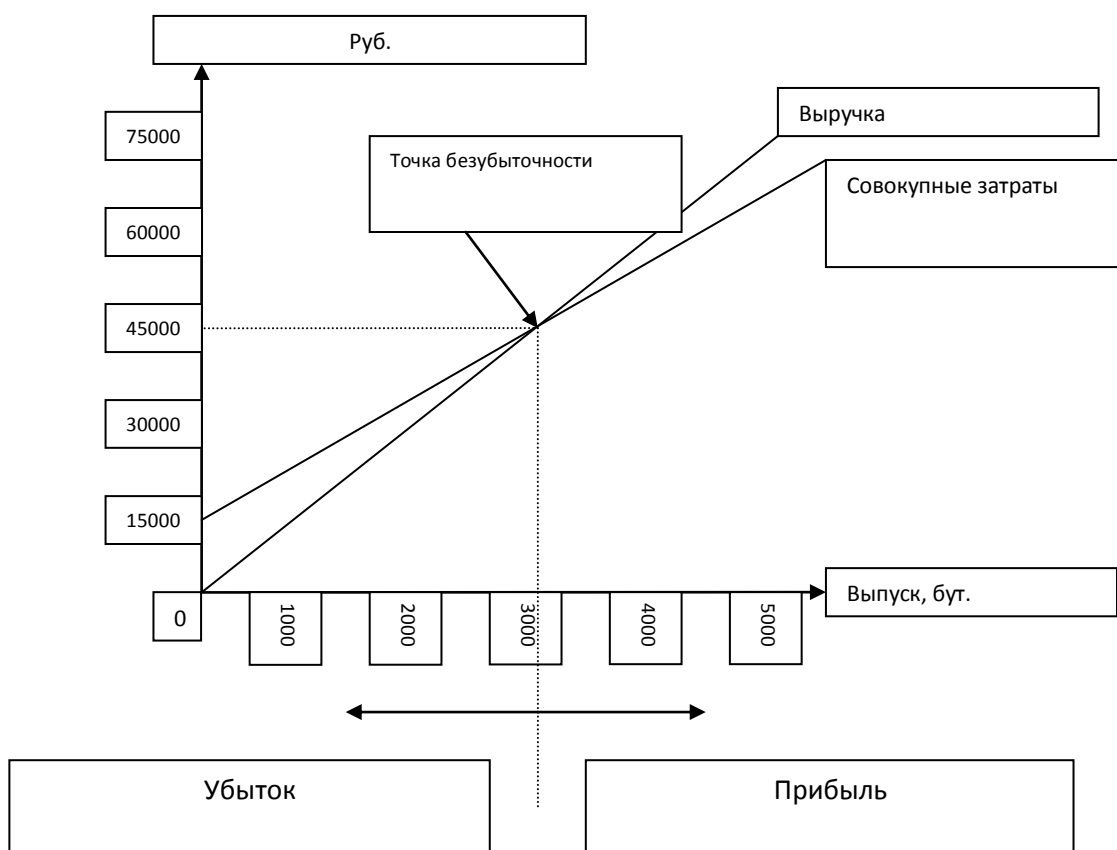 Руб.
Выручка
75000
Точка безубыточности
Совокупные затраты
60000
45000
30000
15000
Выпуск, бут.
0
1000
2000
3000
4000
5000
Убыток
Прибыль